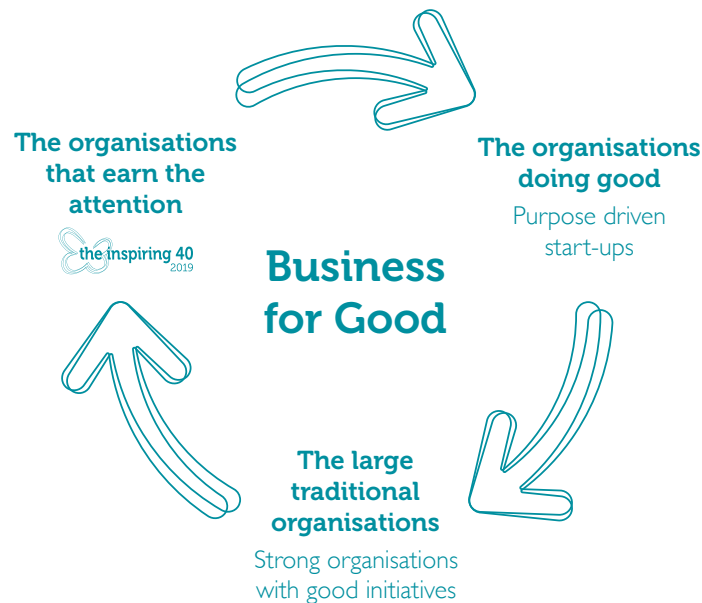 The organisations
that earn the
attention
the inspiring 40
2019
The organisations
doing good
Purpose driven
start-ups
Business
for Good
The large
traditional
organisations
Strong organisations
with good initiatives